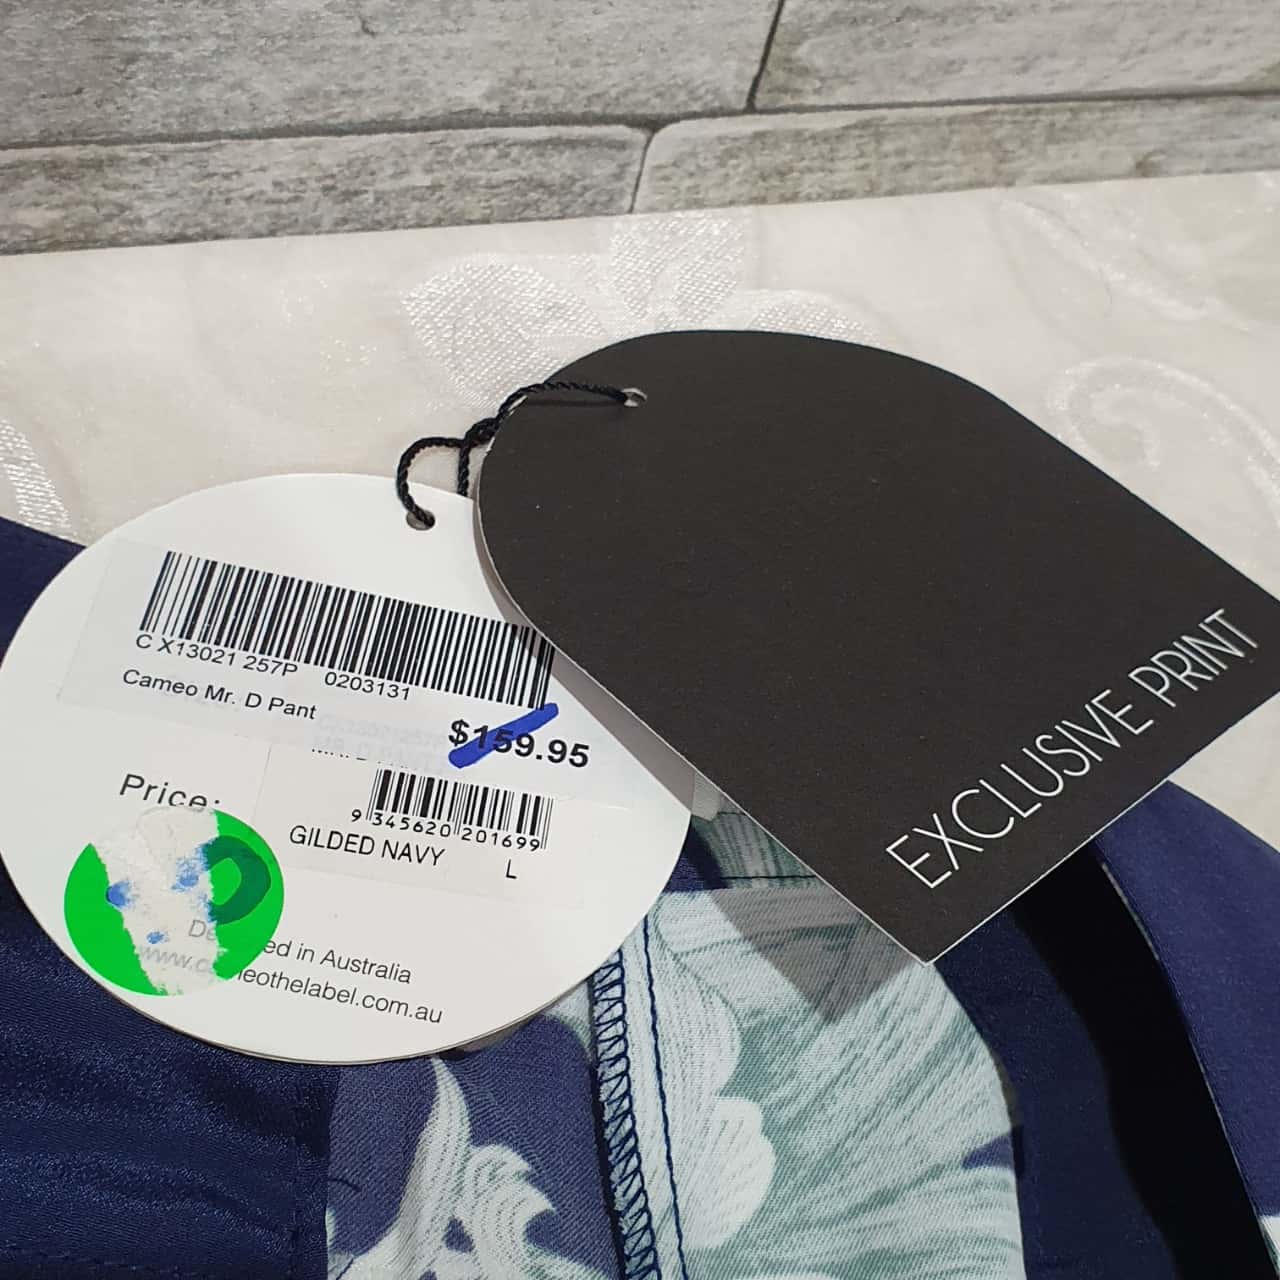 C X13021 257P 0203131
Cameo Mr. D Pant
$159.95
Price:
9 345620 201699
GILDED NAVY
L
ed in Australia
eothelabel.com.au
EXCLUSIVE PRINT